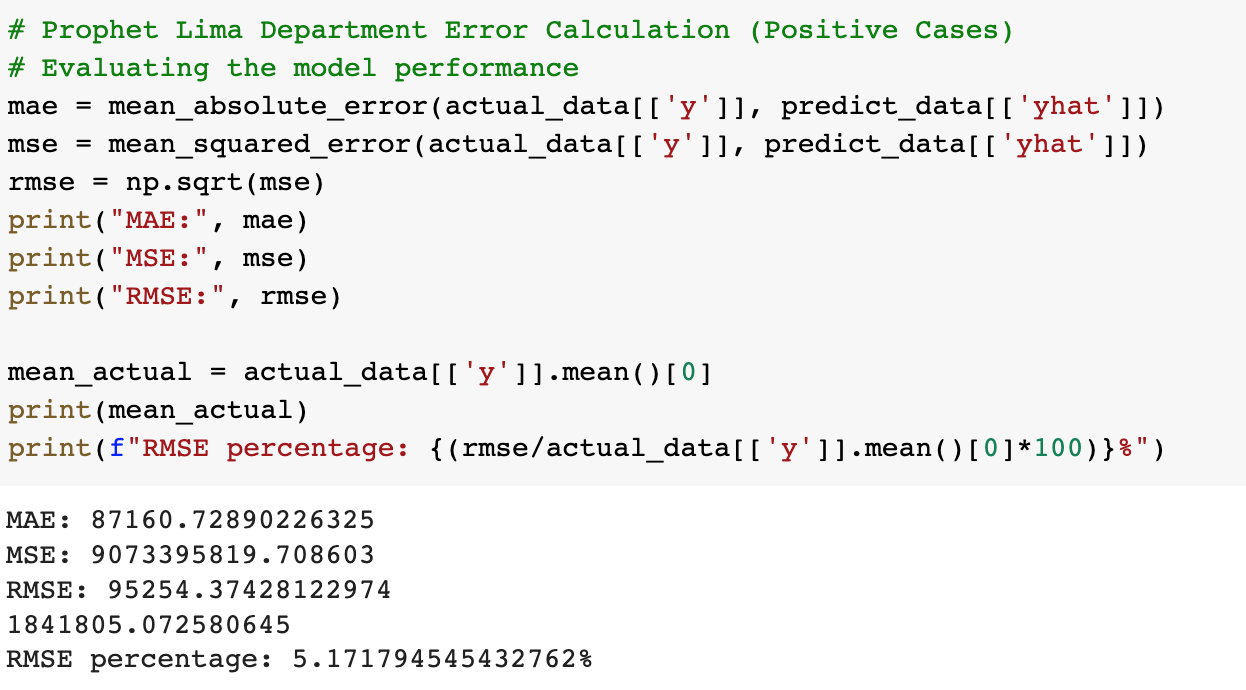 # Prophet Lima Department Error Calculation (Positive Cases)
# Evaluating the model performance
mae = mean_absolute_error(actual_data[['y']], predict_data[['yhat']])
mse = mean_squared_error(actual_data[['y']], predict_data[['yhat']])
rmse = np.sqrt(mse)
print("MAE:", mae)
print("MSE:", mse)
print("RMSE:", rmse)
mean_actual = actual_data[['y']].mean()[0]
print(mean_actual)
print(f"RMSE percentage: {(rmse/actual_data[['y']].mean()[0]*100)}%")
MAE: 87160.72890226325
MSE: 9073395819.708603
RMSE: 95254.37428122974
1841805.072580645
RMSE percentage: 5.171794545432762%